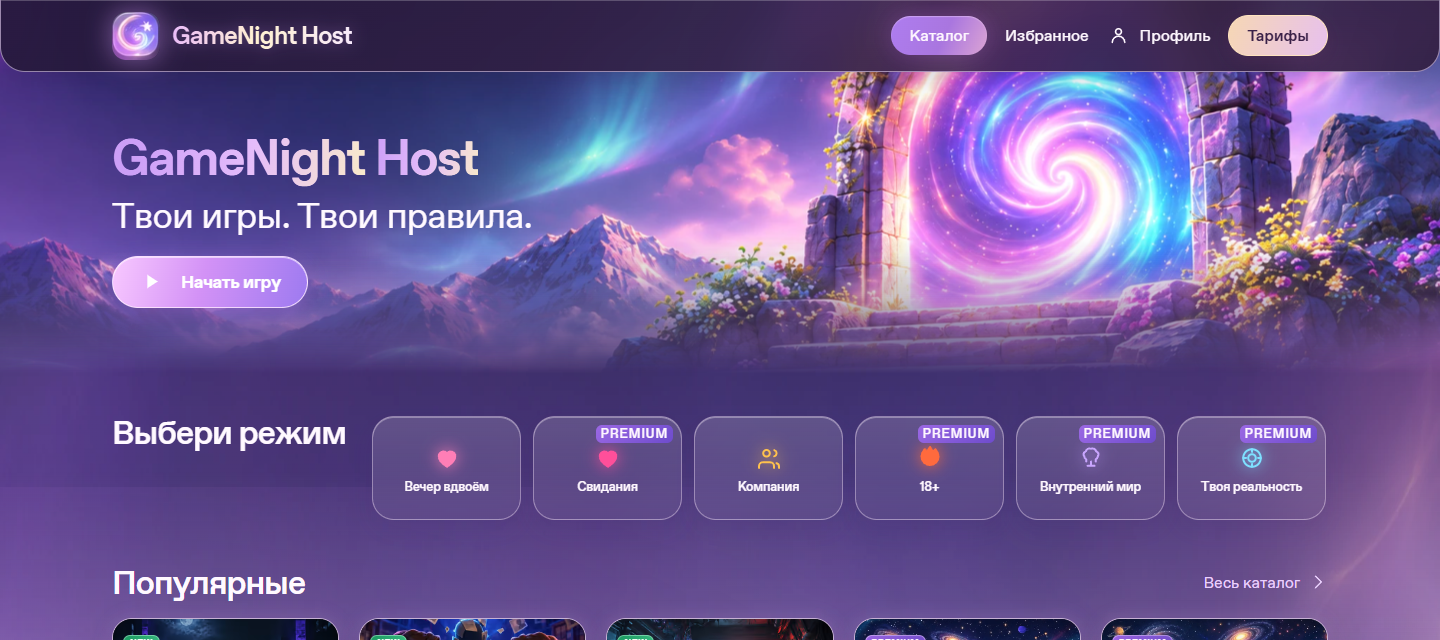 GameNight Host
Каталог
Избранное
Профиль
Тарифы
GameNight Host
Твои игры. Твои правила.
Начать игру
Выбери режим
Вечер вдвоём
PREMIUM
Свидания
Компания
PREMIUM
18+
PREMIUM
Внутренний мир
PREMIUM
Твоя реальность
Популярные
Весь каталог